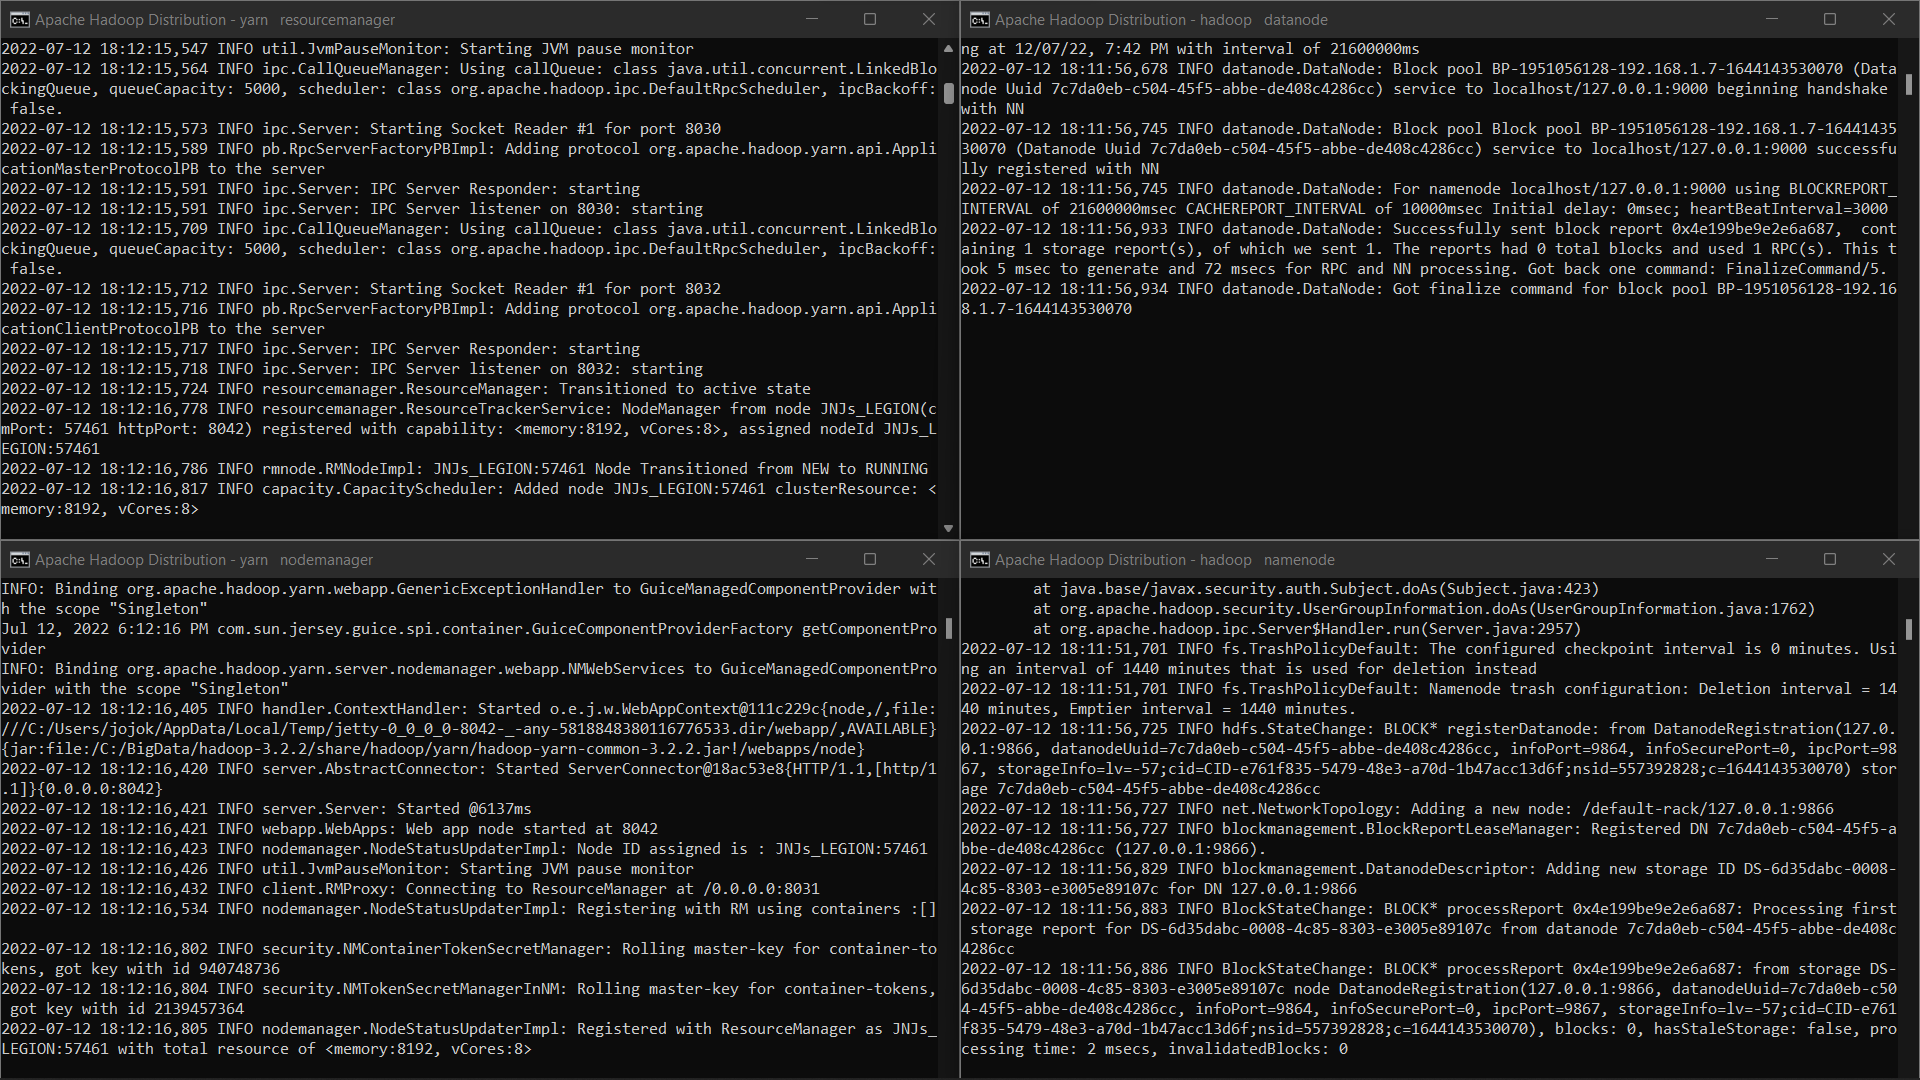 Apache Hadoop Distribution - yarn   resourcemanager
2022-07-12 18:12:15,547 INFO util.JvmPauseMonitor: Starting JVM pause monitor
2022-07-12 18:12:15,564 INFO ipc.CallQueueManager: Using callQueue: class java.util.concurrent.LinkedBlo
ckingQueue, queueCapacity: 5000, scheduler: class org.apache.hadoop.ipc.DefaultRpcScheduler, ipcBackoff:
 false.
2022-07-12 18:12:15,573 INFO ipc.Server: Starting Socket Reader #1 for port 8030
2022-07-12 18:12:15,589 INFO pb.RpcServerFactoryPBImpl: Adding protocol org.apache.hadoop.yarn.api.Appli
cationMasterProtocolPB to the server
2022-07-12 18:12:15,591 INFO ipc.Server: IPC Server Responder: starting
2022-07-12 18:12:15,591 INFO ipc.Server: IPC Server listener on 8030: starting
2022-07-12 18:12:15,709 INFO ipc.CallQueueManager: Using callQueue: class java.util.concurrent.LinkedBlo
ckingQueue, queueCapacity: 5000, scheduler: class org.apache.hadoop.ipc.DefaultRpcScheduler, ipcBackoff:
 false.
2022-07-12 18:12:15,712 INFO ipc.Server: Starting Socket Reader #1 for port 8032
2022-07-12 18:12:15,716 INFO pb.RpcServerFactoryPBImpl: Adding protocol org.apache.hadoop.yarn.api.Appli
cationClientProtocolPB to the server
2022-07-12 18:12:15,717 INFO ipc.Server: IPC Server Responder: starting
2022-07-12 18:12:15,718 INFO ipc.Server: IPC Server listener on 8032: starting
2022-07-12 18:12:15,724 INFO resourcemanager.ResourceManager: Transitioned to active state
2022-07-12 18:12:16,778 INFO resourcemanager.ResourceTrackerService: NodeManager from node JNJs_LEGION(c
mPort: 57461 httpPort: 8042) registered with capability: <memory:8192, vCores:8>, assigned nodeId JNJs_L
EGION:57461
2022-07-12 18:12:16,786 INFO rmnode.RMNodeImpl: JNJs_LEGION:57461 Node Transitioned from NEW to RUNNING
2022-07-12 18:12:16,817 INFO capacity.CapacityScheduler: Added node JNJs_LEGION:57461 clusterResource: <
memory:8192, vCores:8>
Apache Hadoop Distribution - hadoop   datanode
ng at 12/07/22, 7:42 PM with interval of 21600000ms
2022-07-12 18:11:56,678 INFO datanode.DataNode: Block pool BP-1951056128-192.168.1.7-1644143530070 (Data
node Uuid 7c7da0eb-c504-45f5-abbe-de408c4286cc) service to localhost/127.0.0.1:9000 beginning handshake
with NN
2022-07-12 18:11:56,745 INFO datanode.DataNode: Block pool Block pool BP-1951056128-192.168.1.7-16441435
30070 (Datanode Uuid 7c7da0eb-c504-45f5-abbe-de408c4286cc) service to localhost/127.0.0.1:9000 successfu
lly registered with NN
2022-07-12 18:11:56,745 INFO datanode.DataNode: For namenode localhost/127.0.0.1:9000 using BLOCKREPORT_
INTERVAL of 21600000msec CACHEREPORT_INTERVAL of 10000msec Initial delay: 0msec; heartBeatInterval=3000
2022-07-12 18:11:56,933 INFO datanode.DataNode: Successfully sent block report 0x4e199be9e2e6a687,  cont
aining 1 storage report(s), of which we sent 1. The reports had 0 total blocks and used 1 RPC(s). This t
ook 5 msec to generate and 72 msecs for RPC and NN processing. Got back one command: FinalizeCommand/5.
2022-07-12 18:11:56,934 INFO datanode.DataNode: Got finalize command for block pool BP-1951056128-192.16
8.1.7-1644143530070
Apache Hadoop Distribution - yarn   nodemanager
INFO: Binding org.apache.hadoop.yarn.webapp.GenericExceptionHandler to GuiceManagedComponentProvider wit
h the scope "Singleton"
Jul 12, 2022 6:12:16 PM com.sun.jersey.guice.spi.container.GuiceComponentProviderFactory getComponentPro
vider
INFO: Binding org.apache.hadoop.yarn.server.nodemanager.webapp.NMWebServices to GuiceManagedComponentPro
vider with the scope "Singleton"
2022-07-12 18:12:16,405 INFO handler.ContextHandler: Started o.e.j.w.WebAppContext@111c229c{node,/,file:
///C:/Users/jojok/AppData/Local/Temp/jetty-0_0_0_0-8042-_-any-5818848380116776533.dir/webapp/,AVAILABLE}
{jar:file:/C:/BigData/hadoop-3.2.2/share/hadoop/yarn/hadoop-yarn-common-3.2.2.jar!/webapps/node}
2022-07-12 18:12:16,420 INFO server.AbstractConnector: Started ServerConnector@18ac53e8{HTTP/1.1,[http/1
.1]}{0.0.0.0:8042}
2022-07-12 18:12:16,421 INFO server.Server: Started @6137ms
2022-07-12 18:12:16,421 INFO webapp.WebApps: Web app node started at 8042
2022-07-12 18:12:16,423 INFO nodemanager.NodeStatusUpdaterImpl: Node ID assigned is : JNJs_LEGION:57461
2022-07-12 18:12:16,426 INFO util.JvmPauseMonitor: Starting JVM pause monitor
2022-07-12 18:12:16,432 INFO client.RMProxy: Connecting to ResourceManager at /0.0.0.0:8031
2022-07-12 18:12:16,534 INFO nodemanager.NodeStatusUpdaterImpl: Registering with RM using containers :[]
2022-07-12 18:12:16,802 INFO security.NMContainerTokenSecretManager: Rolling master-key for container-to
kens, got key with id 940748736
2022-07-12 18:12:16,804 INFO security.NMTokenSecretManagerInNM: Rolling master-key for container-tokens,
 got key with id 2139457364
2022-07-12 18:12:16,805 INFO nodemanager.NodeStatusUpdaterImpl: Registered with ResourceManager as JNJs_
LEGION:57461 with total resource of <memory:8192, vCores:8>
Apache Hadoop Distribution - hadoop   namenode
        at java.base/javax.security.auth.Subject.doAs(Subject.java:423)
        at org.apache.hadoop.security.UserGroupInformation.doAs(UserGroupInformation.java:1762)
        at org.apache.hadoop.ipc.Server$Handler.run(Server.java:2957)
2022-07-12 18:11:51,701 INFO fs.TrashPolicyDefault: The configured checkpoint interval is 0 minutes. Usi
ng an interval of 1440 minutes that is used for deletion instead
2022-07-12 18:11:51,701 INFO fs.TrashPolicyDefault: Namenode trash configuration: Deletion interval = 14
40 minutes, Emptier interval = 1440 minutes.
2022-07-12 18:11:56,725 INFO hdfs.StateChange: BLOCK* registerDatanode: from DatanodeRegistration(127.0.
0.1:9866, datanodeUuid=7c7da0eb-c504-45f5-abbe-de408c4286cc, infoPort=9864, infoSecurePort=0, ipcPort=98
67, storageInfo=lv=-57;cid=CID-e761f835-5479-48e3-a70d-1b47acc13d6f;nsid=557392828;c=1644143530070) stor
age 7c7da0eb-c504-45f5-abbe-de408c4286cc
2022-07-12 18:11:56,727 INFO net.NetworkTopology: Adding a new node: /default-rack/127.0.0.1:9866
2022-07-12 18:11:56,727 INFO blockmanagement.BlockReportLeaseManager: Registered DN 7c7da0eb-c504-45f5-a
bbe-de408c4286cc (127.0.0.1:9866).
2022-07-12 18:11:56,829 INFO blockmanagement.DatanodeDescriptor: Adding new storage ID DS-6d35dabc-0008-
4c85-8303-e3005e89107c for DN 127.0.0.1:9866
2022-07-12 18:11:56,883 INFO BlockStateChange: BLOCK* processReport 0x4e199be9e2e6a687: Processing first
 storage report for DS-6d35dabc-0008-4c85-8303-e3005e89107c from datanode 7c7da0eb-c504-45f5-abbe-de408c
4286cc
2022-07-12 18:11:56,886 INFO BlockStateChange: BLOCK* processReport 0x4e199be9e2e6a687: from storage DS-
6d35dabc-0008-4c85-8303-e3005e89107c node DatanodeRegistration(127.0.0.1:9866, datanodeUuid=7c7da0eb-c50
4-45f5-abbe-de408c4286cc, infoPort=9864, infoSecurePort=0, ipcPort=9867, storageInfo=lv=-57;cid=CID-e761
f835-5479-48e3-a70d-1b47acc13d6f;nsid=557392828;c=1644143530070), blocks: 0, hasStaleStorage: false, pro
cessing time: 2 msecs, invalidatedBlocks: 0